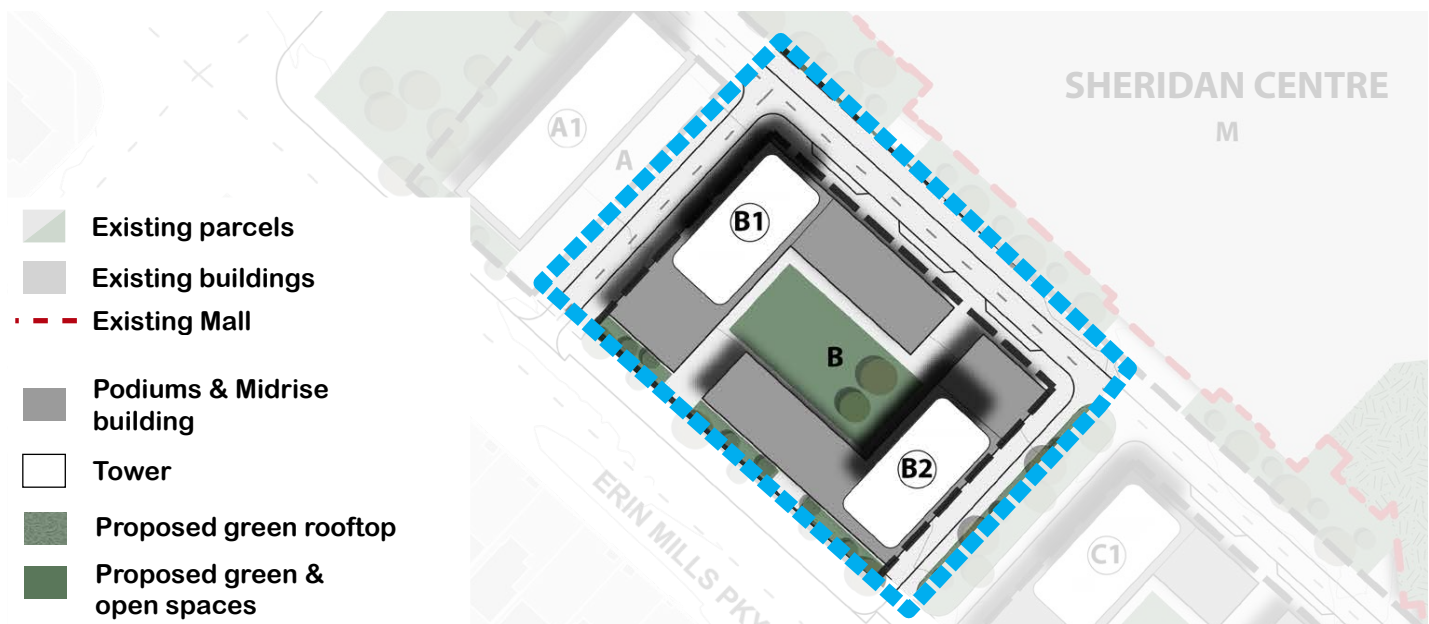 SHERIDAN CENTRE
M
A1
A
B1
Existing parcels
Existing buildings
Existing Mall
B
Podiums & Midrise
building
Tower
B2
ERIN MILLS PKY
C1
Proposed green rooftop
Proposed green &
open spaces